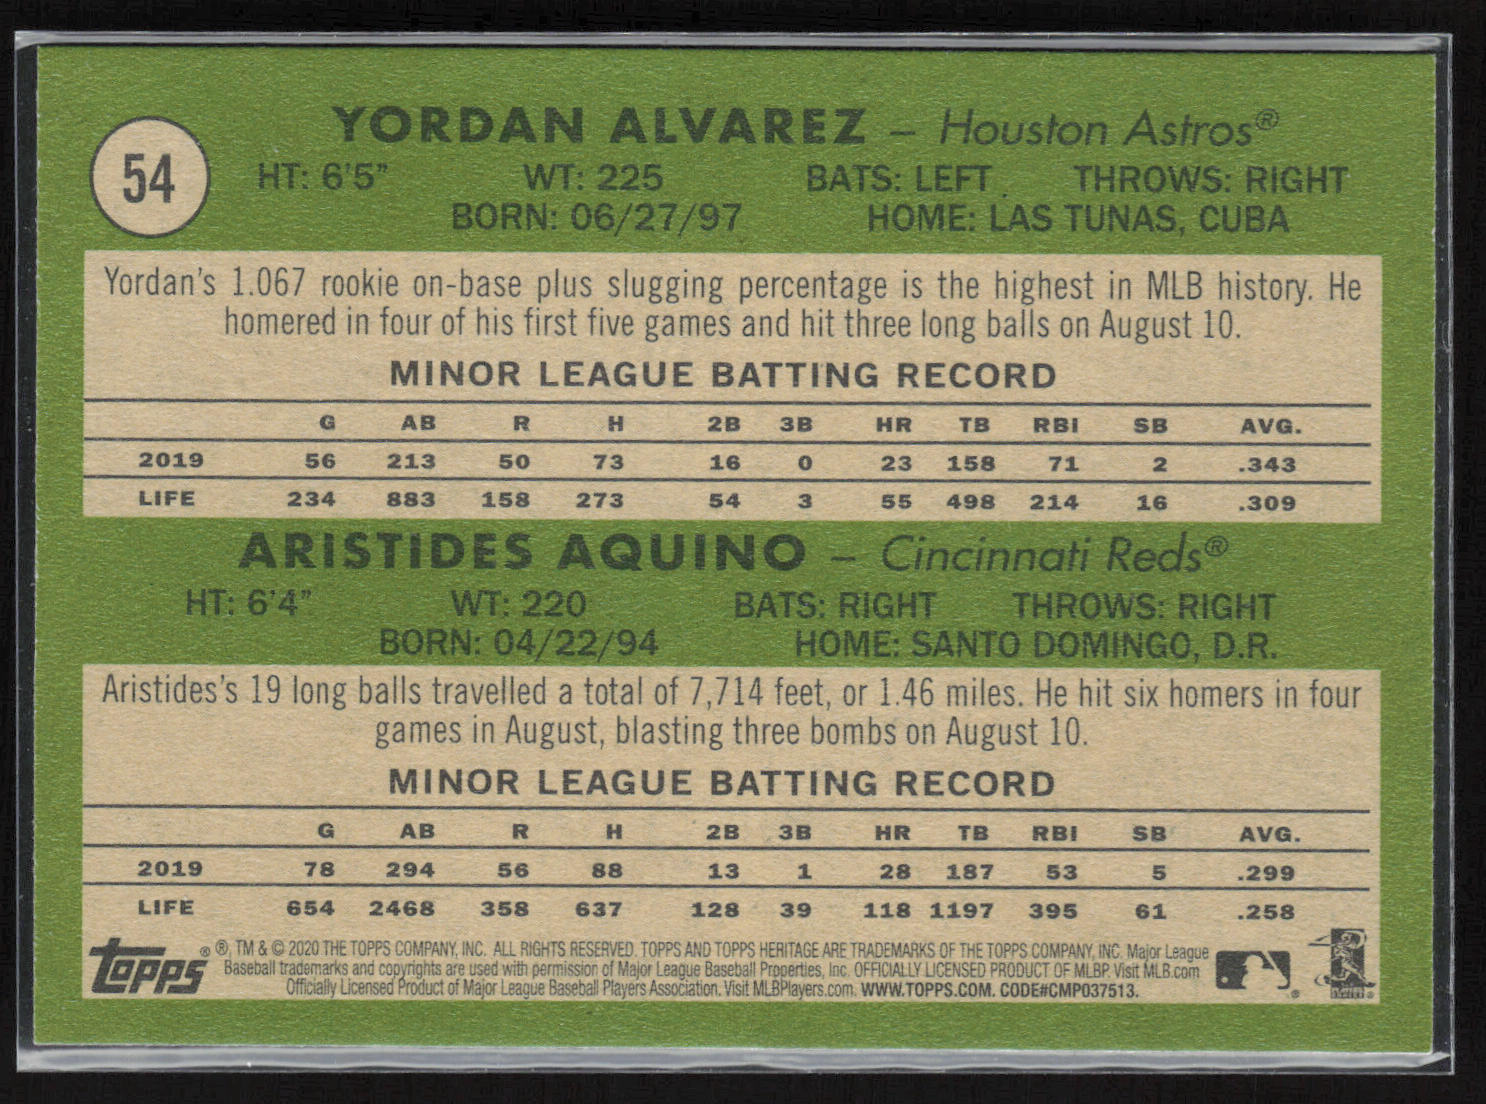 54
YORDAN ALVAREZ – Houston Astros®
HT: 6'5" WT: 225 BATS: LEFT THROWS: RIGHT
BORN: 06/27/97 HOME: LAS TUNAS, CUBA
Yordan's 1.067 rookie on-base plus slugging percentage is the highest in MLB history. He
homered in four of his first five games and hit three long balls on August 10.
MINOR LEAGUE BATTING RECORD
G AB R H 2B 3B HR TB RBI SB AVG.
2019 56 213 50 73 16 0 23 158 71 2 .343
LIFE 234 883 158 273 54 3 55 498 214 16 .309
ARISTIDES AQUINO – Cincinnati Reds®
HT: 6'4" WT: 220 BATS: RIGHT THROWS: RIGHT
BORN: 04/22/94 HOME: SANTO DOMINGO, D.R.
Aristides's 19 long balls travelled a total of 7,714 feet, or 1.46 miles. He hit six homers in four
games in August, blasting three bombs on August 10.
MINOR LEAGUE BATTING RECORD
G AB R H 2B 3B HR TB RBI SB AVG.
2019 78 294 56 88 13 1 28 187 53 5 .299
LIFE 654 2468 358 637 128 39 118 1197 395 61 .258
topps® ®, TM & © 2020 THE TOPPS COMPANY, INC. ALL RIGHTS RESERVED. TOPPS AND TOPPS HERITAGE ARE TRADEMARKS OF THE TOPPS COMPANY, INC. Major League
Baseball trademarks and copyrights are used with permission of Major League Baseball Properties, Inc. OFFICIALLY LICENSED PRODUCT OF MLBP. Visit MLB.com
Officially Licensed Product of Major League Baseball Players Association. Visit MLBPlayers.com. WWW.TOPPS.COM. CODE#CMP037513.